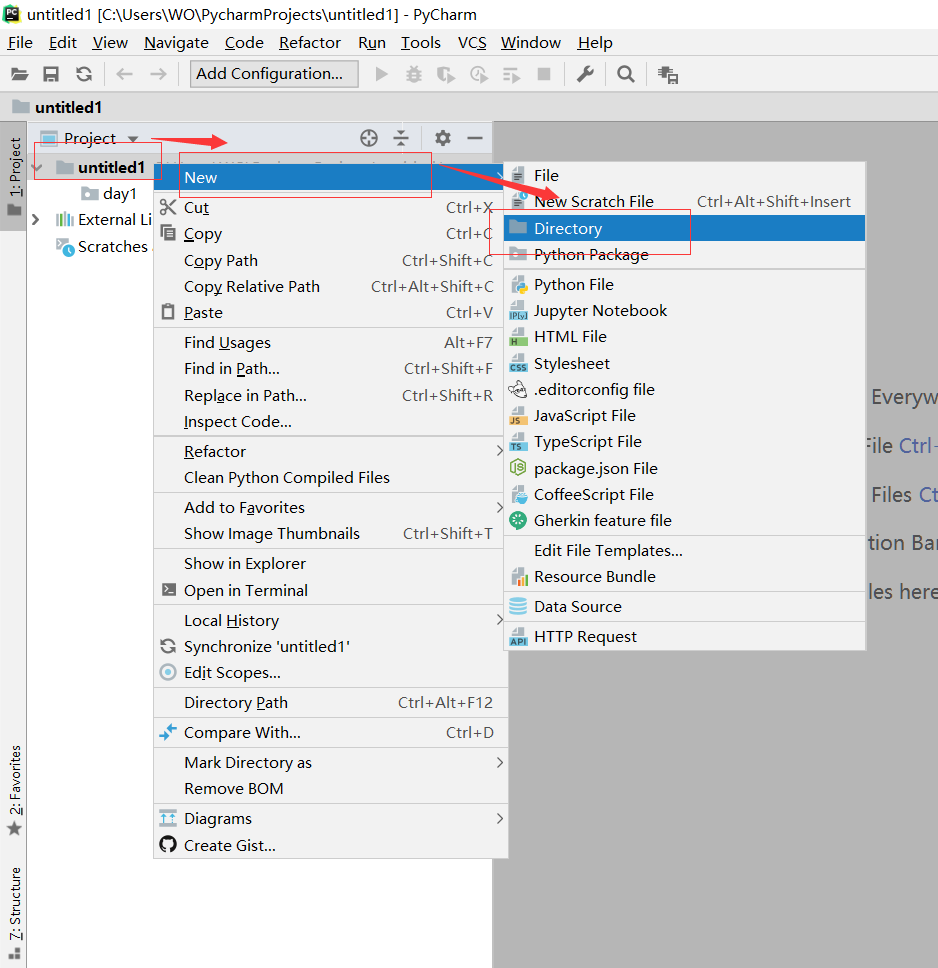 untitled1 [C:\Users\WO\PycharmProjects\untitled1] - PyCharm
File Edit View Navigate Code Refactor Run Tools VCS Window Help
Add Configuration...
untitled1
1: Project
Project
untitled1
day1
External Li
Scratches
2: Favorites
7: Structure
New
Cut Ctrl+X
Copy Ctrl+C
Copy Path Ctrl+Shift+C
Copy Relative Path Ctrl+Alt+Shift+C
Paste Ctrl+V
Find Usages Alt+F7
Find in Path... Ctrl+Shift+F
Replace in Path... Ctrl+Shift+R
Inspect Code...
Refactor
Clean Python Compiled Files
Add to Favorites
Show Image Thumbnails Ctrl+Shift+T
Show in Explorer
Open in Terminal
Local History
Synchronize 'untitled1'
Edit Scopes...
Directory Path Ctrl+Alt+F12
Compare With... Ctrl+D
Mark Directory as
Remove BOM
Diagrams
Create Gist...
File
New Scratch File Ctrl+Alt+Shift+Insert
Directory
Python Package
Python File
Jupyter Notebook
HTML File
Stylesheet
.editorconfig file
JavaScript File
TypeScript File
package.json File
CoffeeScript File
Gherkin feature file
Edit File Templates...
Resource Bundle
Data Source
HTTP Request
Everyw
File Ctrl-
Files Ct
tion Bar
les here